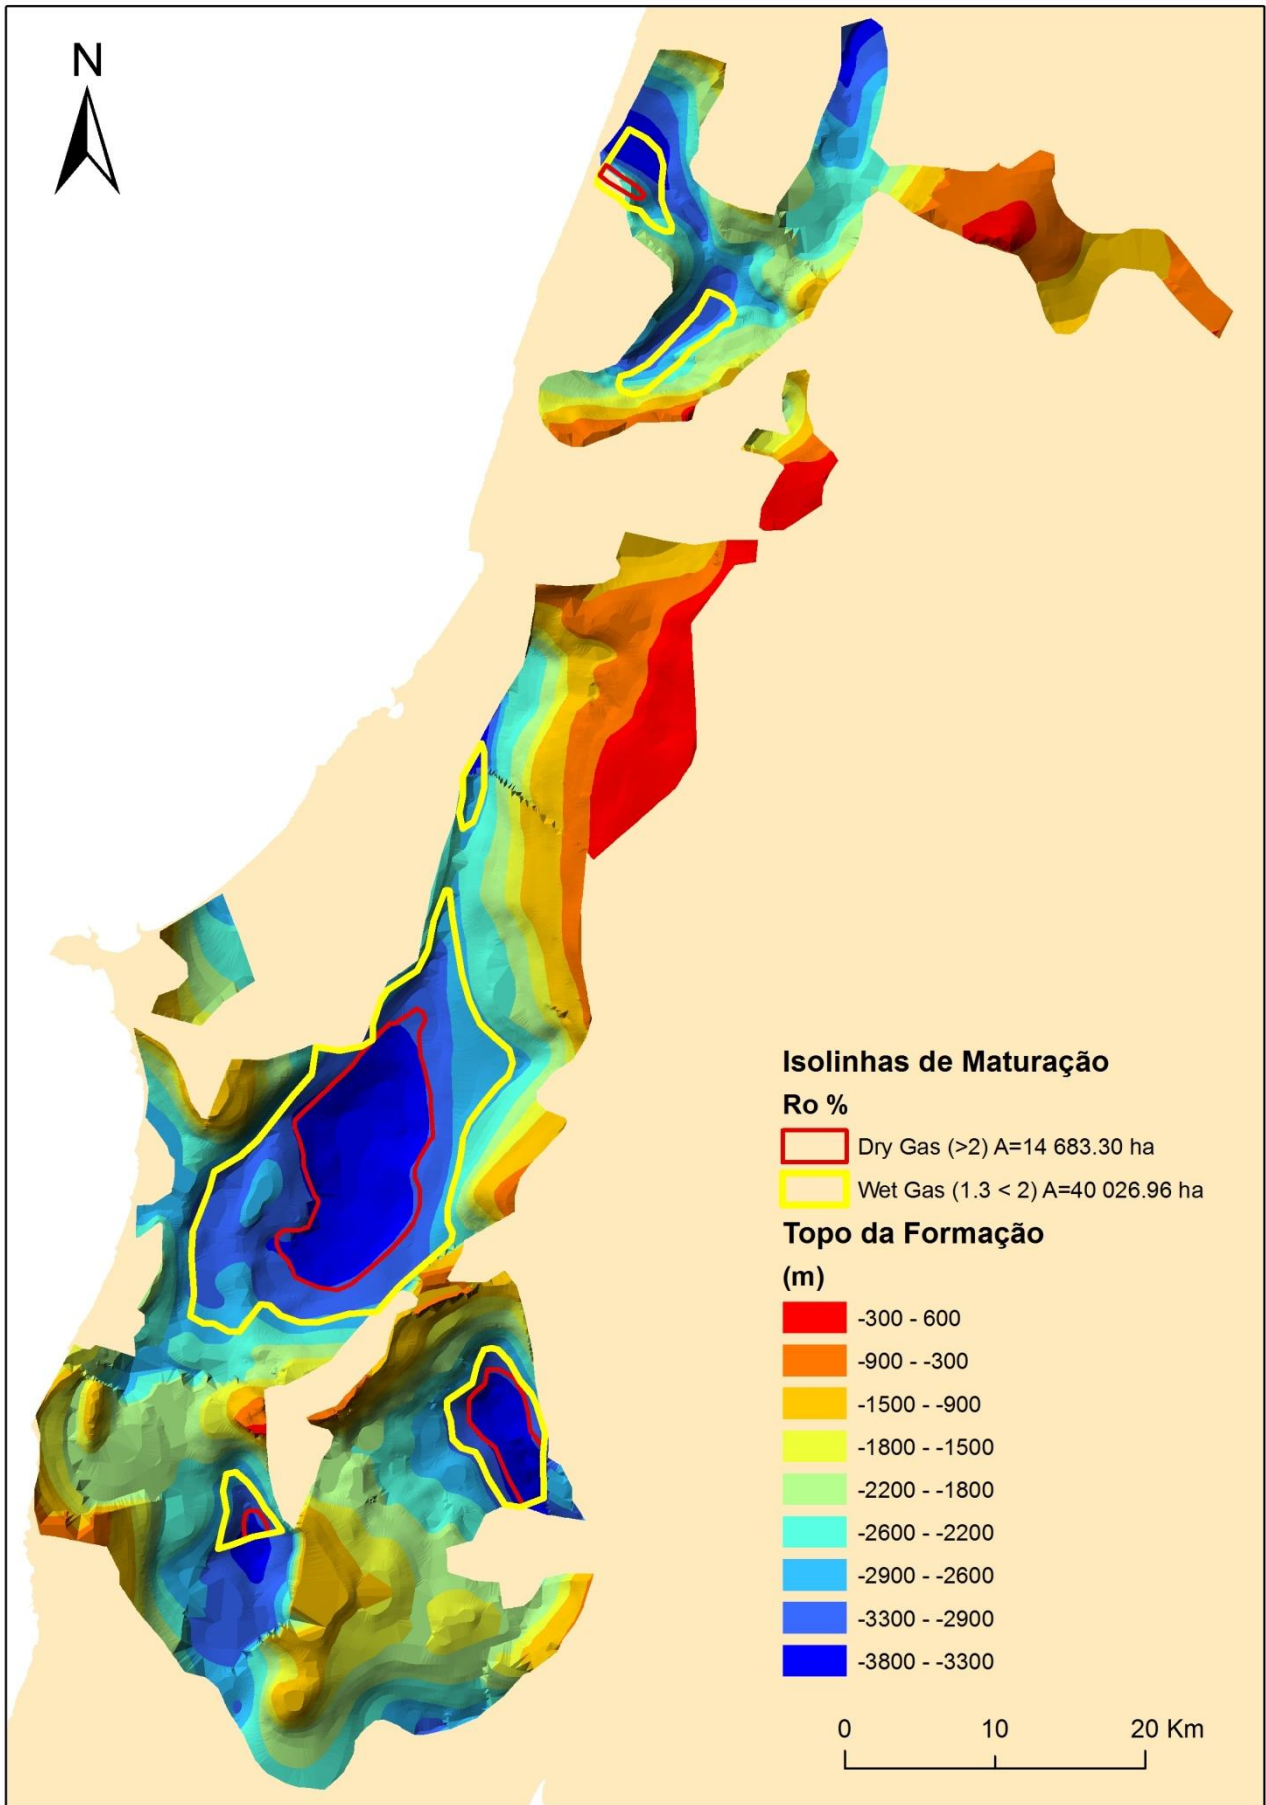 N
Isolinhas de Maturação
Ro %
Dry Gas (>2) A=14 683.30 ha
Wet Gas (1.3 < 2) A=40 026.96 ha
Topo da Formação
(m)
-300 - 600
-900 - -300
-1500 - -900
-1800 - -1500
-2200 - -1800
-2600 - -2200
-2900 - -2600
-3300 - -2900
-3800 - -3300
0 10 20 Km